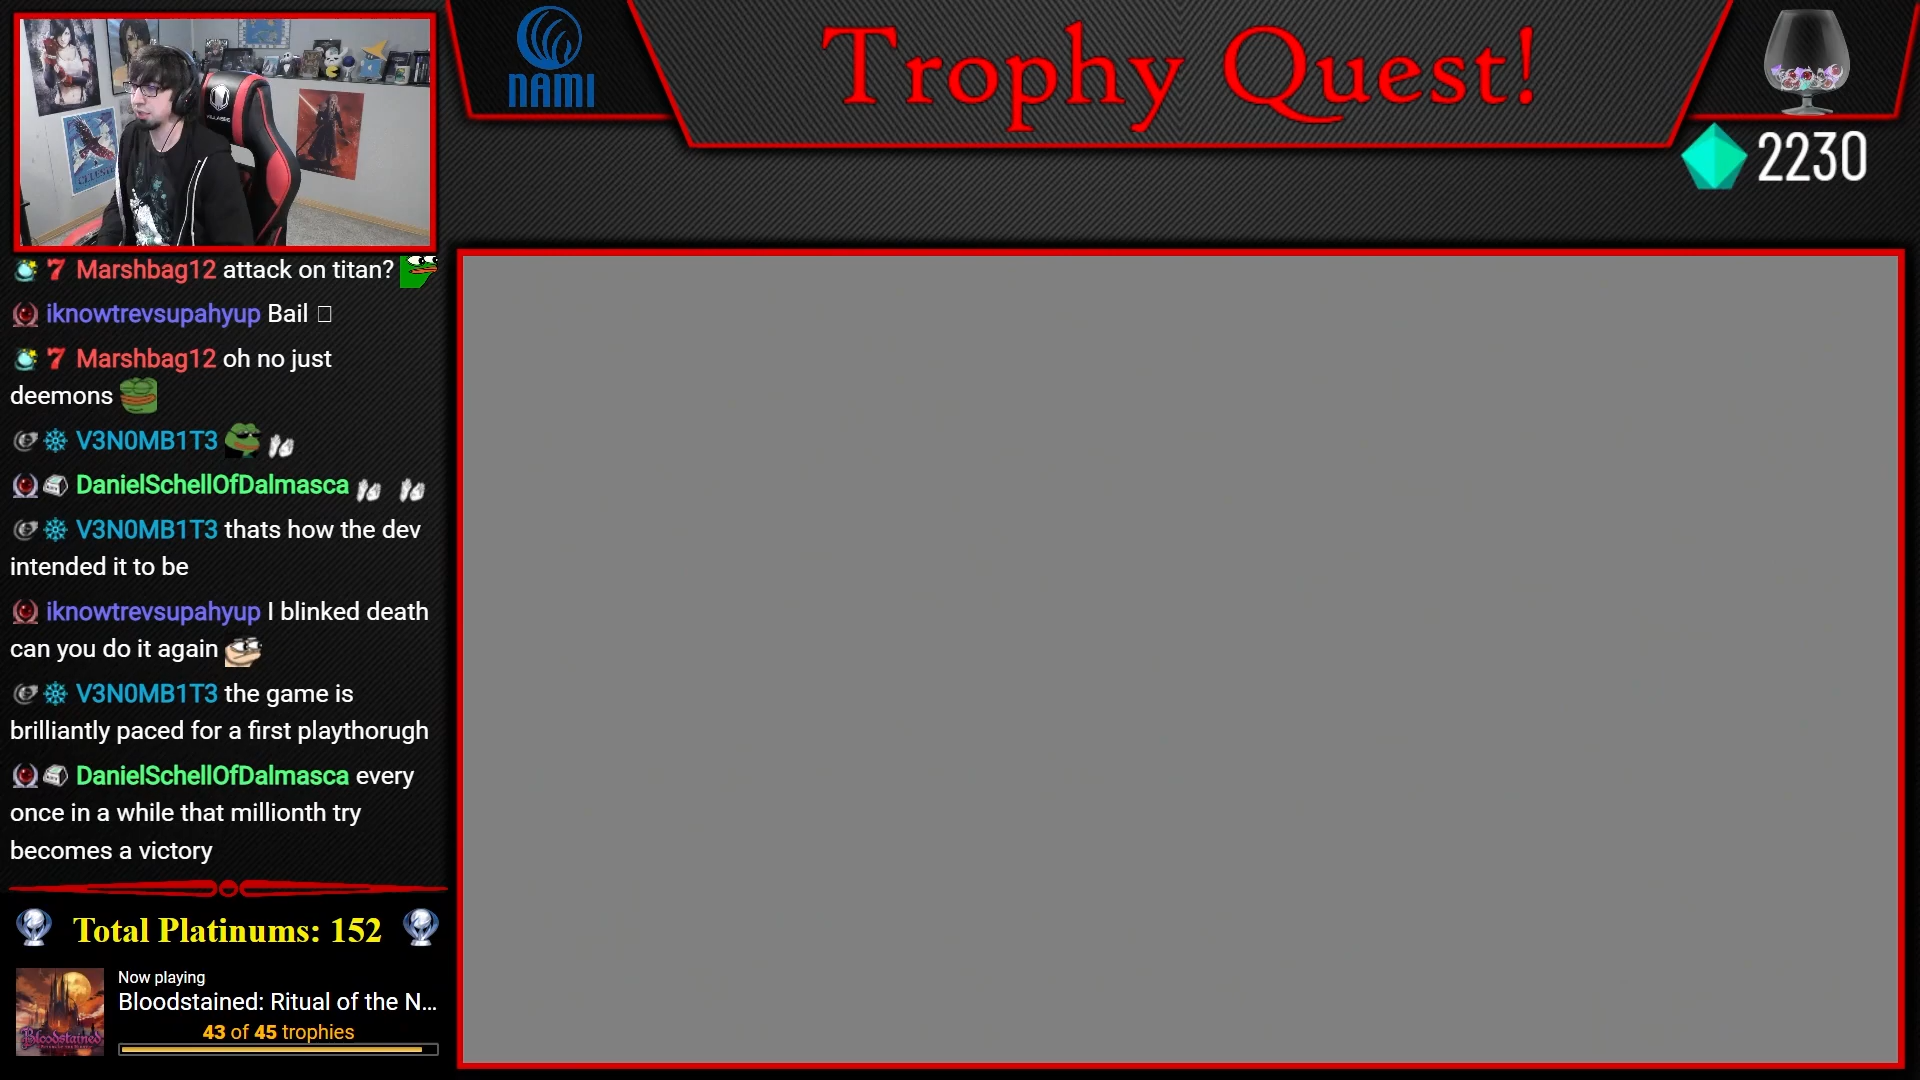 NAMI
Trophy Quest!
2230
7 Marshbag12 attack on titan?
iknowtrevsupahyup Bail
7 Marshbag12 oh no just
deemons
V3N0MB1T3
DanielSchellOfDalmasca
V3N0MB1T3 thats how the dev
intended it to be
iknowtrevsupahyup I blinked death
can you do it again
V3N0MB1T3 the game is
brilliantly paced for a first playthorugh
DanielSchellOfDalmasca every
once in a while that millionth try
becomes a victory
Total Platinums: 152
Now playing
Bloodstained: Ritual of the N...
43 of 45 trophies
Bloodstained